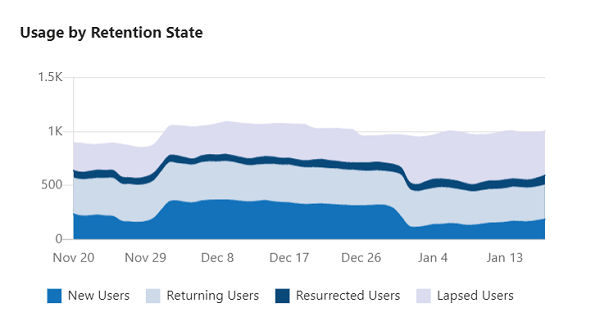 Usage by Retention State
1.5K
1K
500
0
Nov 20 Nov 29 Dec 8 Dec 17 Dec 26 Jan 4 Jan 13
New Users Returning Users Resurrected Users Lapsed Users